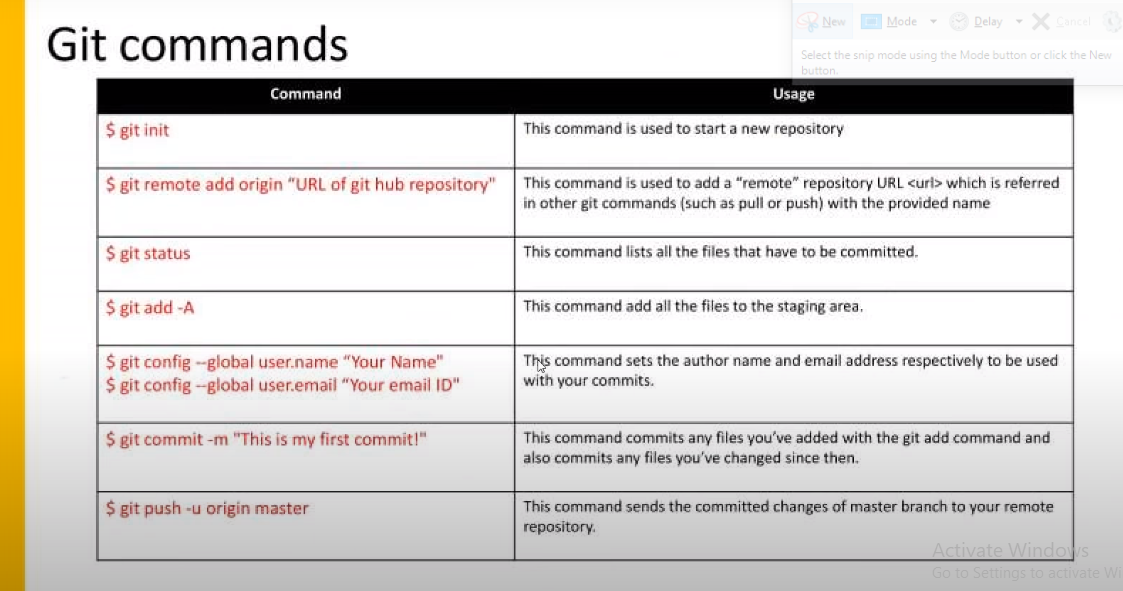 Git commands
New Mode Delay Cancel
Select the snip mode using the Mode button or click the New
button.
Command Usage
$ git init
This command is used to start a new repository
$ git remote add origin “URL of git hub repository"
This command is used to add a “remote” repository URL <url> which is referred
in other git commands (such as pull or push) with the provided name
$ git status
This command lists all the files that have to be committed.
$ git add -A
This command add all the files to the staging area.
$ git config --global user.name “Your Name"
$ git config --global user.email “Your email ID"
This command sets the author name and email address respectively to be used
with your commits.
$ git commit -m "This is my first commit!"
This command commits any files you’ve added with the git add command and
also commits any files you’ve changed since then.
$ git push -u origin master
This command sends the committed changes of master branch to your remote
repository.
Activate Windows
Go to Settings to activate Wi